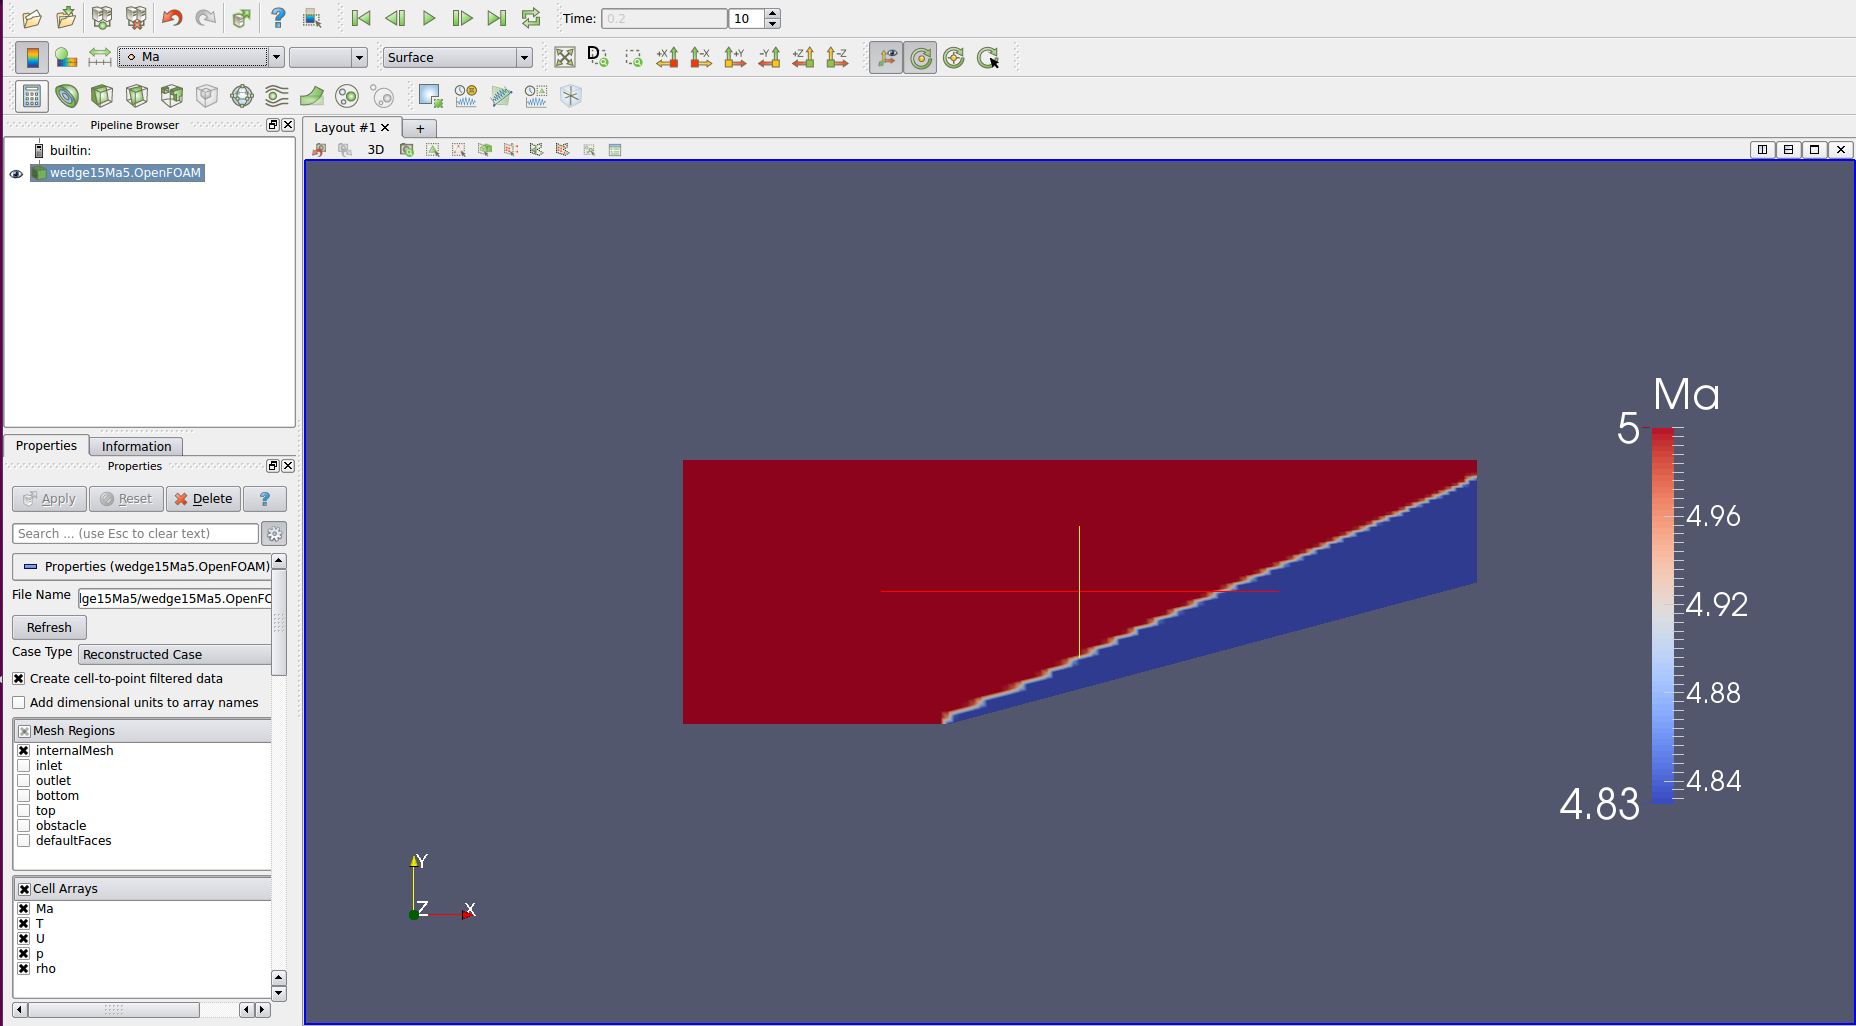 Time: 0.2 10
Ma Surface D +X -X +Y -Y +Z -Z
Pipeline Browser
builtin:
wedge15Ma5.OpenFOAM
Properties Information
Properties
Apply Reset Delete ?
Search ... (use Esc to clear text)
Properties (wedge15Ma5.OpenFOAM)
File Name lge15Ma5/wedge15Ma5.OpenFO
Refresh
Case Type Reconstructed Case
Create cell-to-point filtered data
Add dimensional units to array names
Mesh Regions
internalMesh
inlet
outlet
bottom
top
obstacle
defaultFaces
Cell Arrays
Ma
T
U
p
rho
Layout #1 +
3D
Ma
5
4.96
4.92
4.88
4.84
4.83
Y
Z X